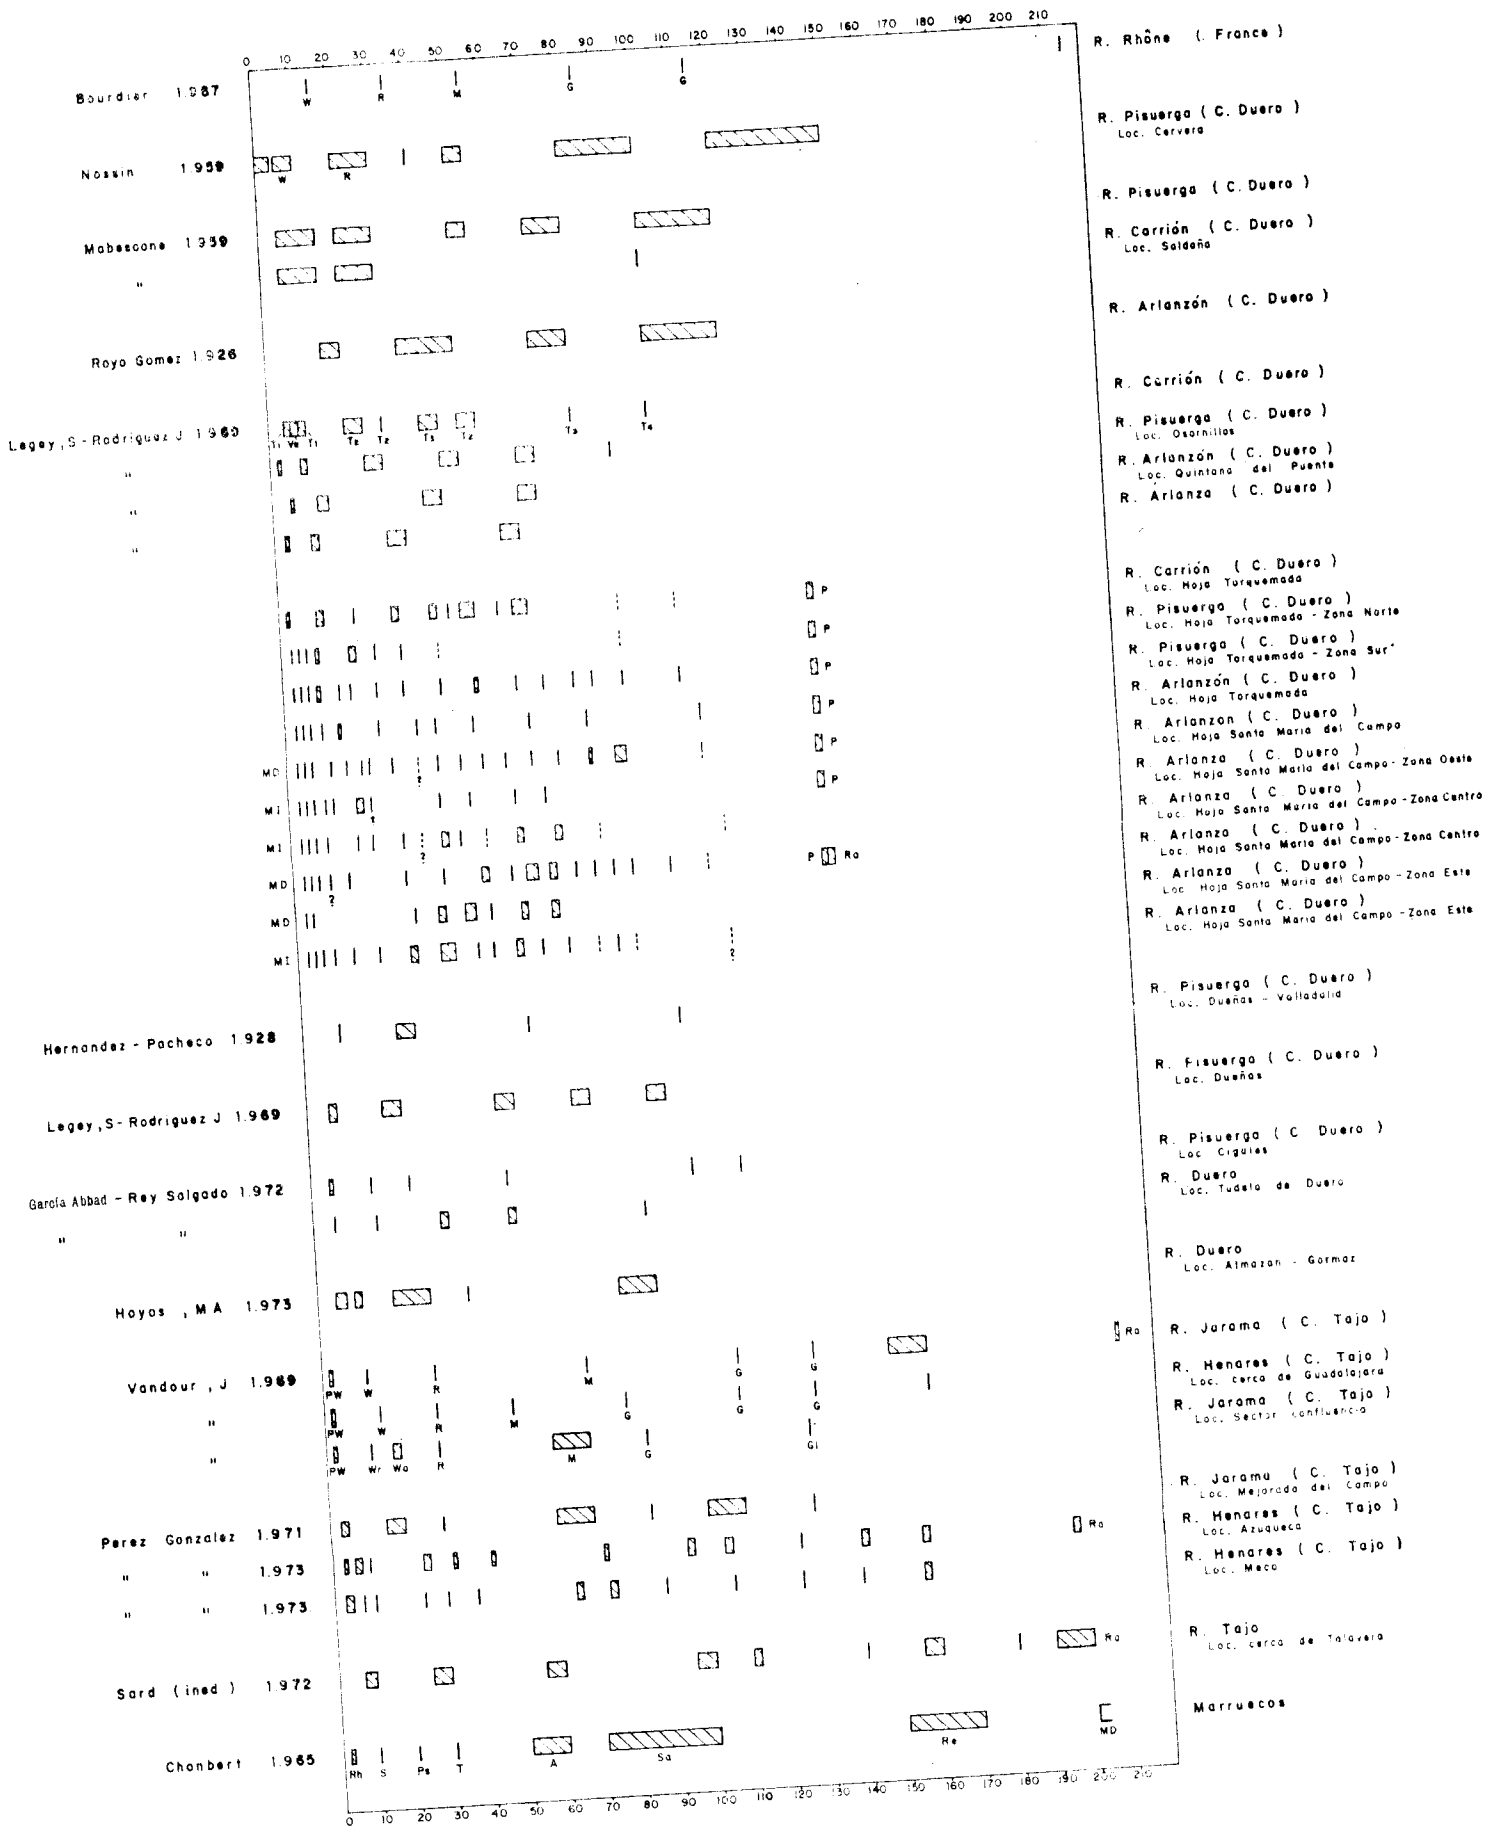 0 10 20 30 40 50 60 70 80 90 100 110 120 130 150 160 170 180 190 200 210
Bourdier 1.967 W R M G G R. Rhône (. France )
R. Pisuerga ( C. Duero )
Loc. Cervera
Nossin 1.959 W R
R. Pisuerga ( C. Duero )
Mabesoone 1.959 R. Carrión ( C. Duero )
Loc. Saldaña
"
R. Arlanzón ( C. Duero )
Royo Gomez 1.926
R. Carrión ( C. Duero )
Legey,S-Rodriguez J 1.969 T1 Vo T1 T2 T2 T3 T2 T3 T4 R. Pisuerga ( C. Duero )
Loc. Osornillos
" R. Arlanzón ( C. Duero )
Loc. Quintana del Puente
" R. Arlanza ( C. Duero )
"
R. Carrión ( C. Duero )
Loc. Hoja Torquemada
P R. Pisuerga ( C. Duero )
Loc. Hoja Torquemada - Zona Norte
P R. Pisuerga ( C. Duero )
Loc. Hoja Torquemada - Zona Sur
P R. Arlanzón ( C. Duero )
Loc. Hoja Torquemada
P R. Arlanzon ( C. Duero )
Loc. Hoja Santa Maria del Campo
MD ? P R. Arlanza ( C. Duero )
Loc. Hoja Santa Maria del Campo - Zona Oeste
MI ? P R. Arlanza ( C. Duero )
Loc. Hoja Santa Maria del Campo - Zona Centro
MI ? R. Arlanza ( C. Duero )
Loc. Hoja Santa Maria del Campo - Zona Centro
MD ? P Ra R. Arlanza ( C. Duero )
Loc. Hoja Santa Maria del Campo - Zona Este
MD R. Arlanza ( C. Duero )
Loc. Hoja Santa Maria del Campo - Zona Este
MI ?
R. Pisuerga ( C. Duero )
Loc. Dueñas - Valladolid
Hernandez - Pacheco 1.928
R. Pisuerga ( C. Duero )
Loc. Dueñas
Legey,S-Rodriguez J 1.969
R. Pisuerga ( C Duero )
Loc Cigules
García Abbad - Rey Salgado 1.972 R. Duero
Loc. Tudela de Duero
" "
R. Duero
Loc. Almazan - Gormaz
Hoyos , M A 1.973
Ra R. Jarama ( C. Tajo )
Vandour , J 1.969 PW W R M G G R. Henares ( C. Tajo )
Loc. cerca de Guadalajara
" PW W R M G G G R. Jarama ( C. Tajo )
Loc. Sector confluencia
" PW Wr Wa R M G GI
R. Jarama ( C. Tajo )
Loc. Mejorada del Campo
Perez Gonzalez 1.971 Ra R. Henares ( C. Tajo )
Loc. Azuqueca
" " 1.973 R. Henares ( C. Tajo )
Loc. Meco
" " 1.973
Ra R. Tajo
Loc. cerca de Talavera
Sard (ined ) 1.972
Marruecos
Chonbert 1.965 Rh S Ps T A Sa Re MD
0 10 20 30 40 50 60 70 80 90 100 110 120 130 140 150 160 170 180 190 200 210